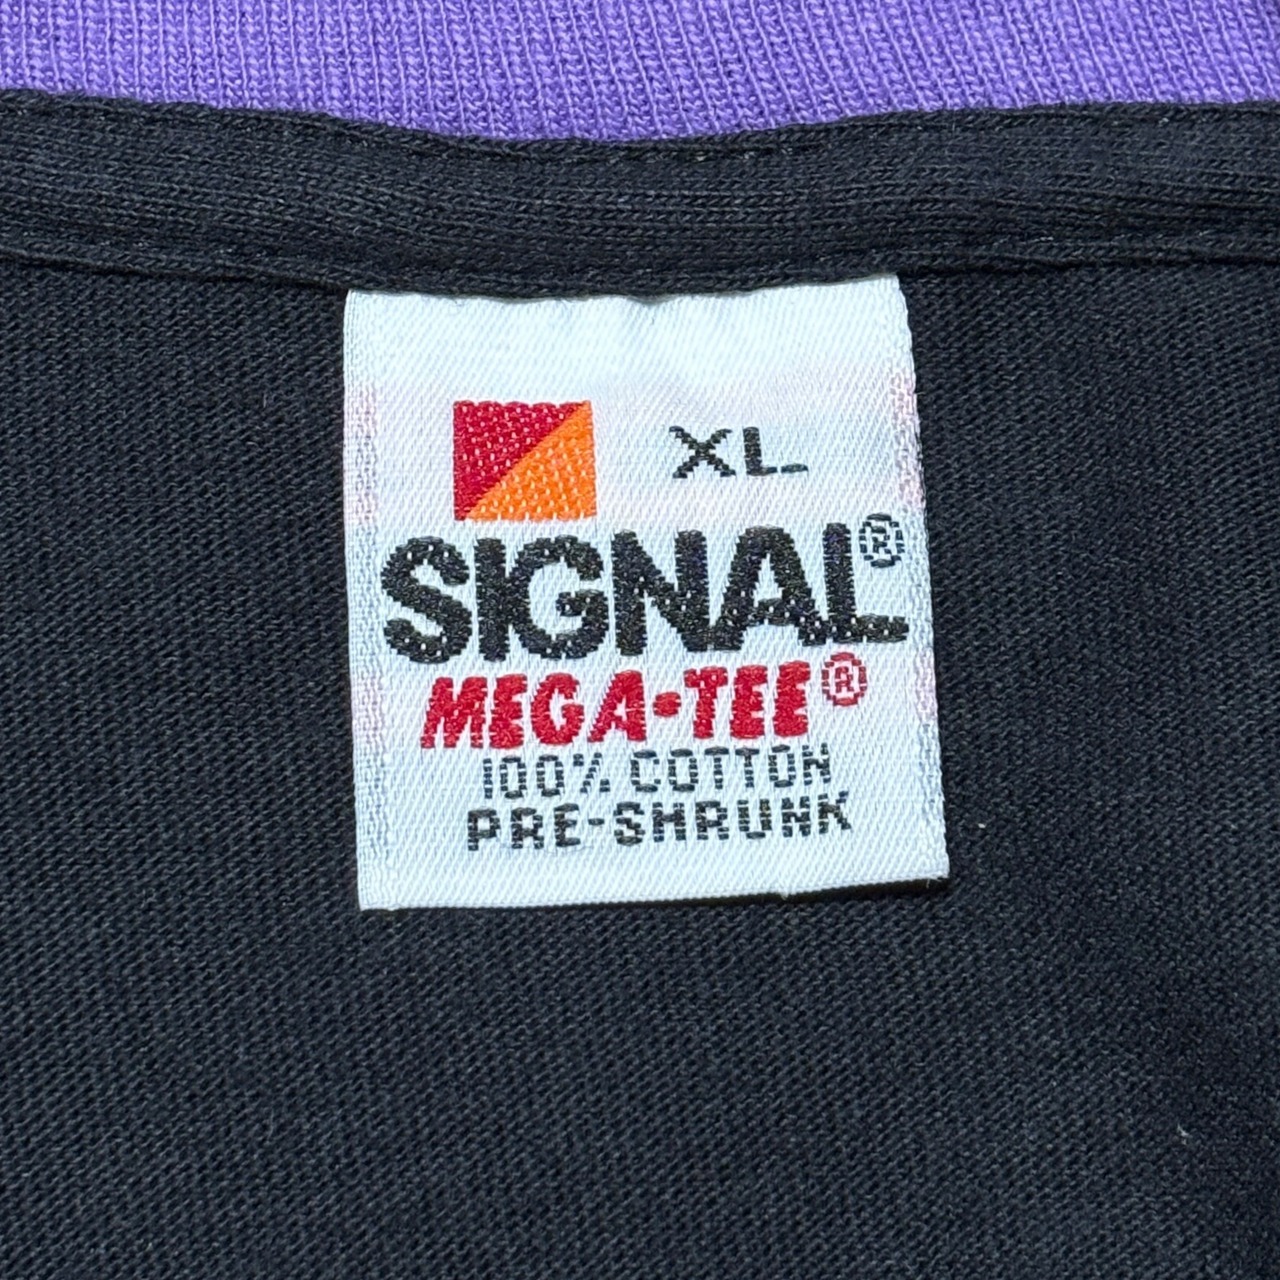 XL
SIGNAL®
MEGA-TEE®
100% COTTON
PRE-SHRUNK